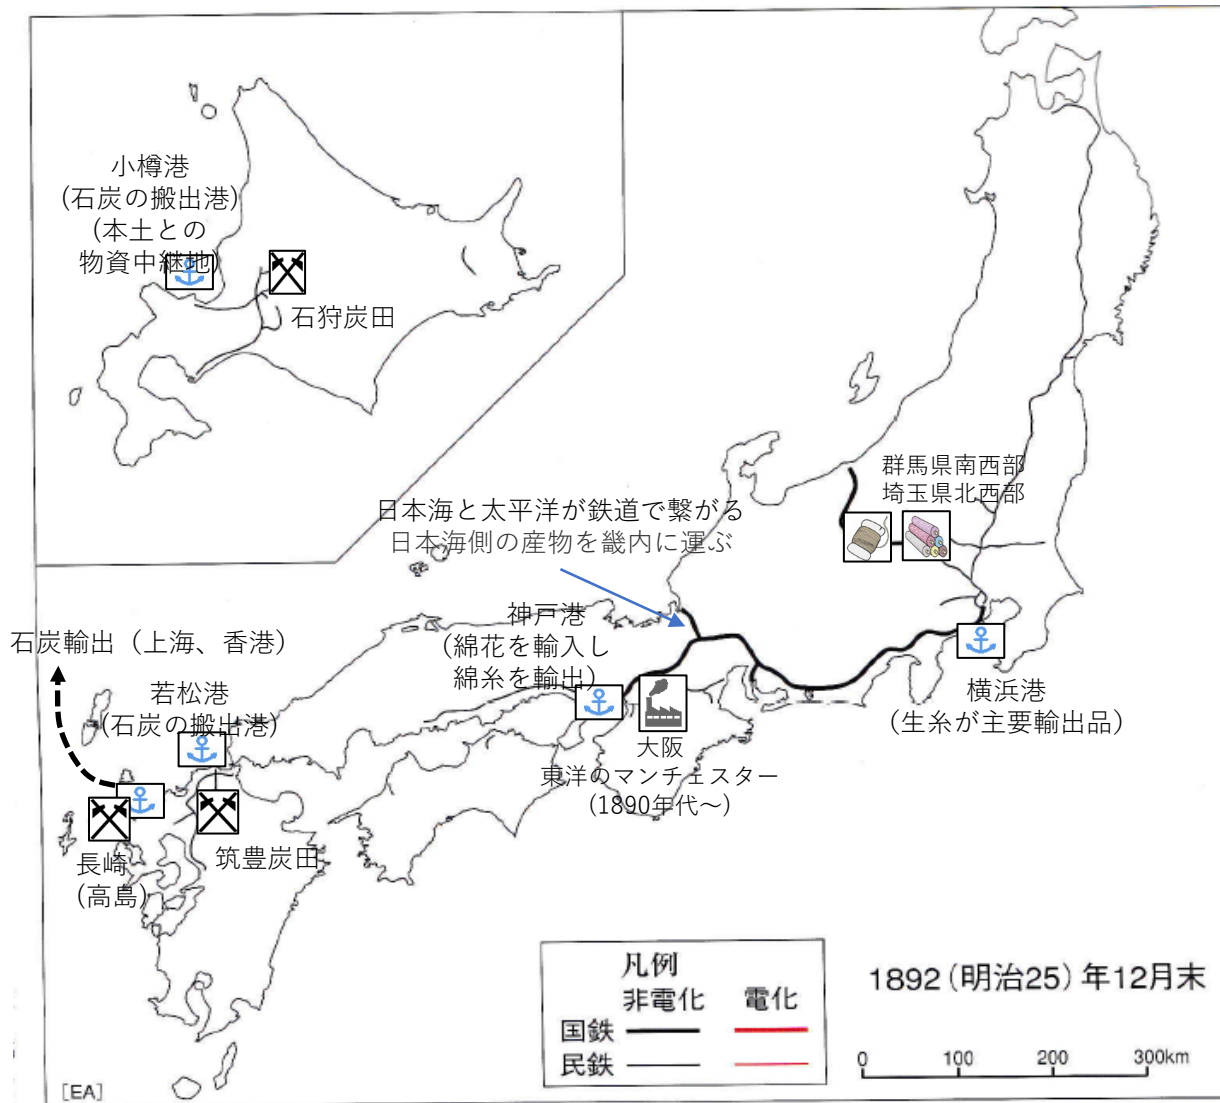 小樽港
(石炭の搬出港)
(本土との
物資中継地)
石狩炭田
群馬県南西部
埼玉県北西部
日本海と太平洋が鉄道で繋がる
日本海側の産物を畿内に運ぶ
神戸港
(綿花を輸入し
綿糸を輸出)
石炭輸出（上海、香港）
若松港
(石炭の搬出港)
横浜港
（生糸が主要輸出品）
大阪
東洋のマンチェスター
(1890年代～)
長崎
(高島)
筑豊炭田
凡例
非電化 電化
国鉄
民鉄
1892(明治25)年12月末
0 100 200 300km
[EA]